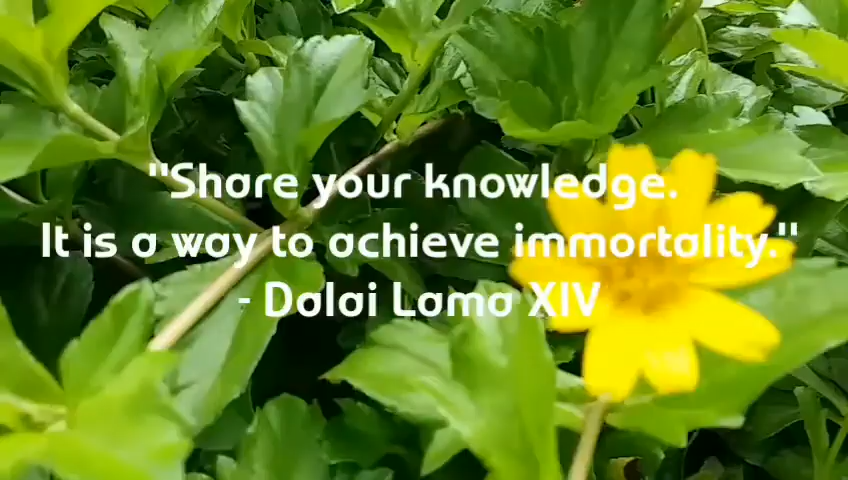 "Share your knowledge.
It is a way to achieve immortality."
- Dalai Lama XIV